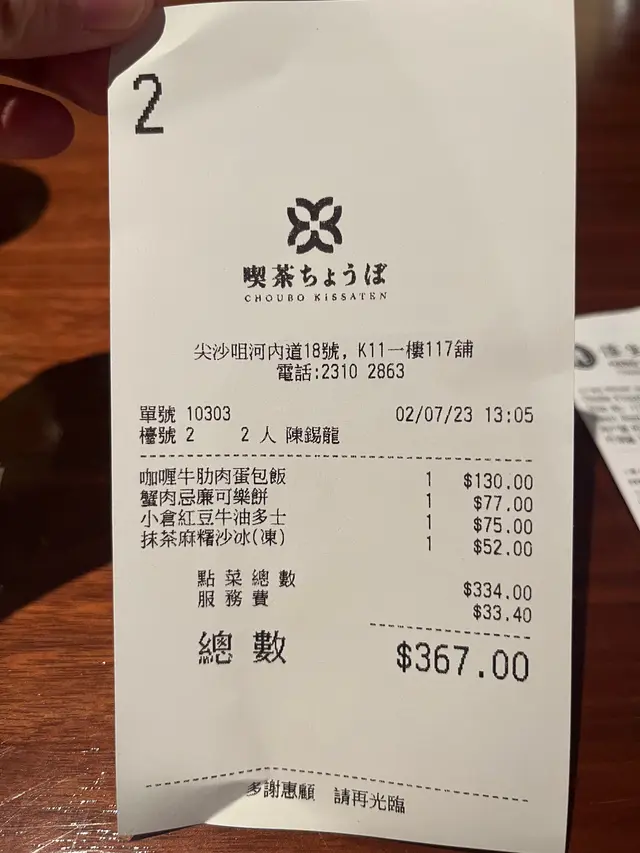 2
喫茶ちょうぼ
CHOUBO KiSSATEN
尖沙咀河內道18號, K11一樓117舖
電話:2310 2863
單號 10303 02/07/23 13:05
檯號 2 2 人 陳錫龍
咖喱牛肋肉蛋包飯 1 $130.00
蟹肉忌廉可樂餅 1 $77.00
小倉紅豆牛油多士 1 $75.00
抹茶麻糬沙冰(凍) 1 $52.00
點菜總數 $334.00
服務費 $33.40
總數 $367.00
多謝惠顧 請再光臨